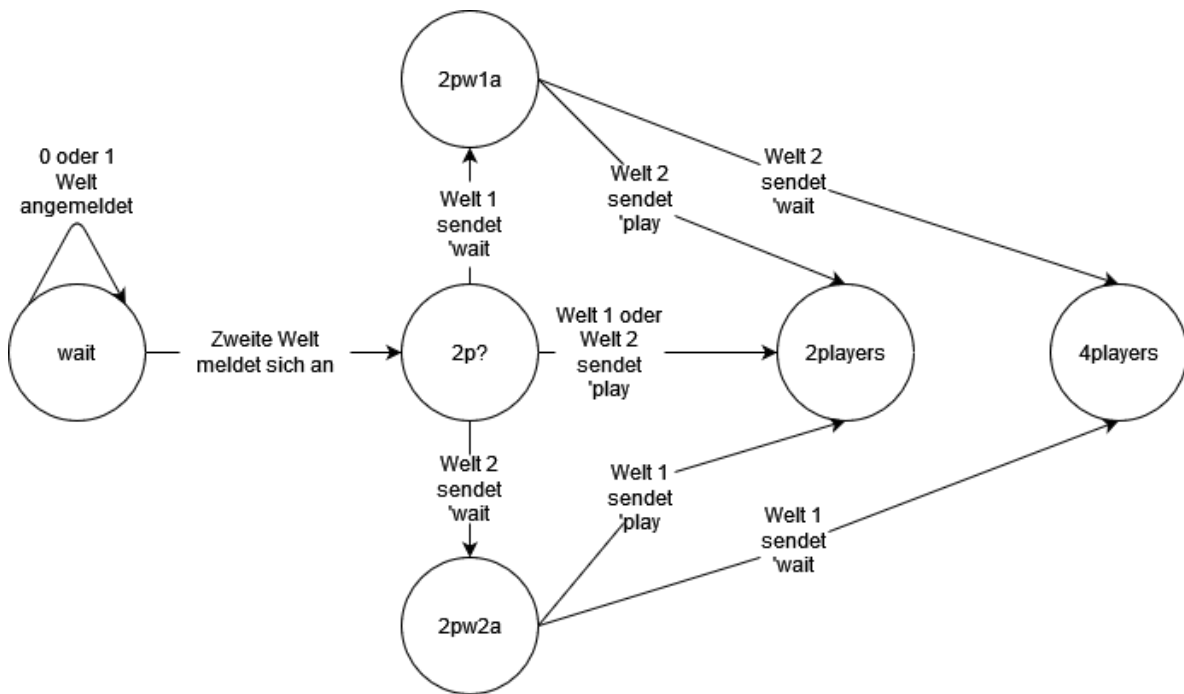 2pw1a
0 oder 1
Welt
angemeldet
Welt 2
sendet
'wait
Welt 2
sendet
'play
Welt 1
sendet
'wait
wait
Zweite Welt
meldet sich an
2p?
Welt 1 oder
Welt 2
sendet
'play
2players
4players
Welt 2
sendet
'wait
Welt 1
sendet
'play
Welt 1
sendet
'wait
2pw2a